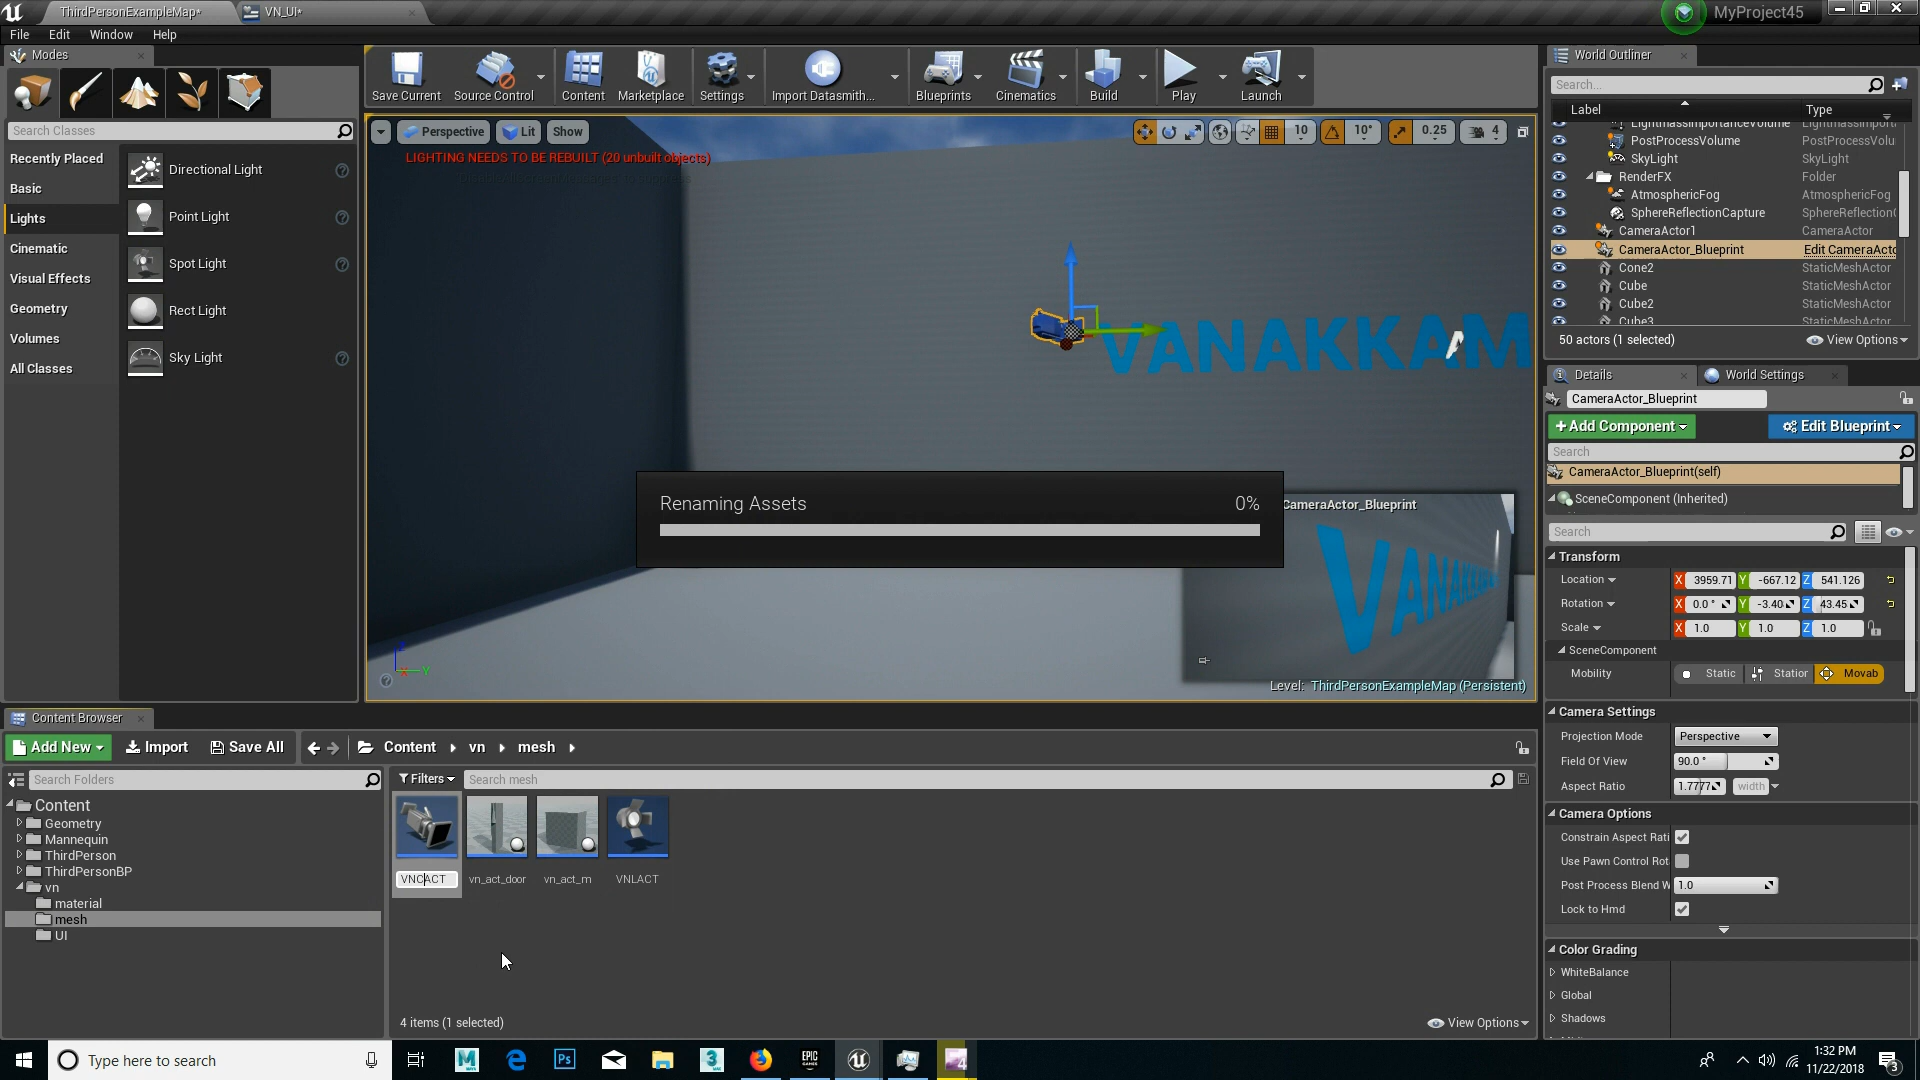 ThirdPersonExampleMap*
VN_UI*
MyProject45
File Edit Window Help
Modes
Search Classes
Recently Placed
Basic
Lights
Cinematic
Visual Effects
Geometry
Volumes
All Classes
Directional Light
Point Light
Spot Light
Rect Light
Sky Light
Save Current
Source Control
Content
Marketplace
Settings
Import Datasmith...
Blueprints
Cinematics
Build
Play
Launch
Perspective Lit Show
10 10° 0.25 4
LIGHTING NEEDS TO BE REBUILT (20 unbuilt objects)
VANAKKAM
Renaming Assets 0%
CameraActor_Blueprint
VANAKKA
Level: ThirdPersonExampleMap (Persistent)
World Outliner
Search...
Label Type
LightmassImportanceVolume
PostProcessVolume PostProcessVolu
SkyLight SkyLight
RenderFX Folder
AtmosphericFog AtmosphericFog
SphereReflectionCapture SphereReflection
CameraActor1 CameraActor
CameraActor_Blueprint Edit CameraActo
Cone2 StaticMeshActor
Cube StaticMeshActor
Cube2 StaticMeshActor
Cube3 StaticMeshActor
50 actors (1 selected) View Options
Details World Settings
CameraActor_Blueprint
+Add Component Edit Blueprint
Search
CameraActor_Blueprint(self)
SceneComponent (Inherited)
Search
Transform
Location X 3959.71 Y -667.12 Z 541.126
Rotation X 0.0 ° Y -3.40 Z 43.45
Scale X 1.0 Y 1.0 Z 1.0
SceneComponent
Mobility Static Statior Movab
Camera Settings
Projection Mode Perspective
Field Of View 90.0 °
Aspect Ratio 1.7777 width
Camera Options
Constrain Aspect Rati
Use Pawn Control Rot
Post Process Blend W 1.0
Lock to Hmd
Color Grading
WhiteBalance
Global
Shadows
Content Browser
Add New Import Save All Content vn mesh
Search Folders
Filters Search mesh
Content
Geometry
Mannequin
ThirdPerson
ThirdPersonBP
vn
material
mesh
UI
VNCACT vn_act_door vn_act_m VNLACT
4 items (1 selected) View Options
Type here to search
1:32 PM
11/22/2018
3